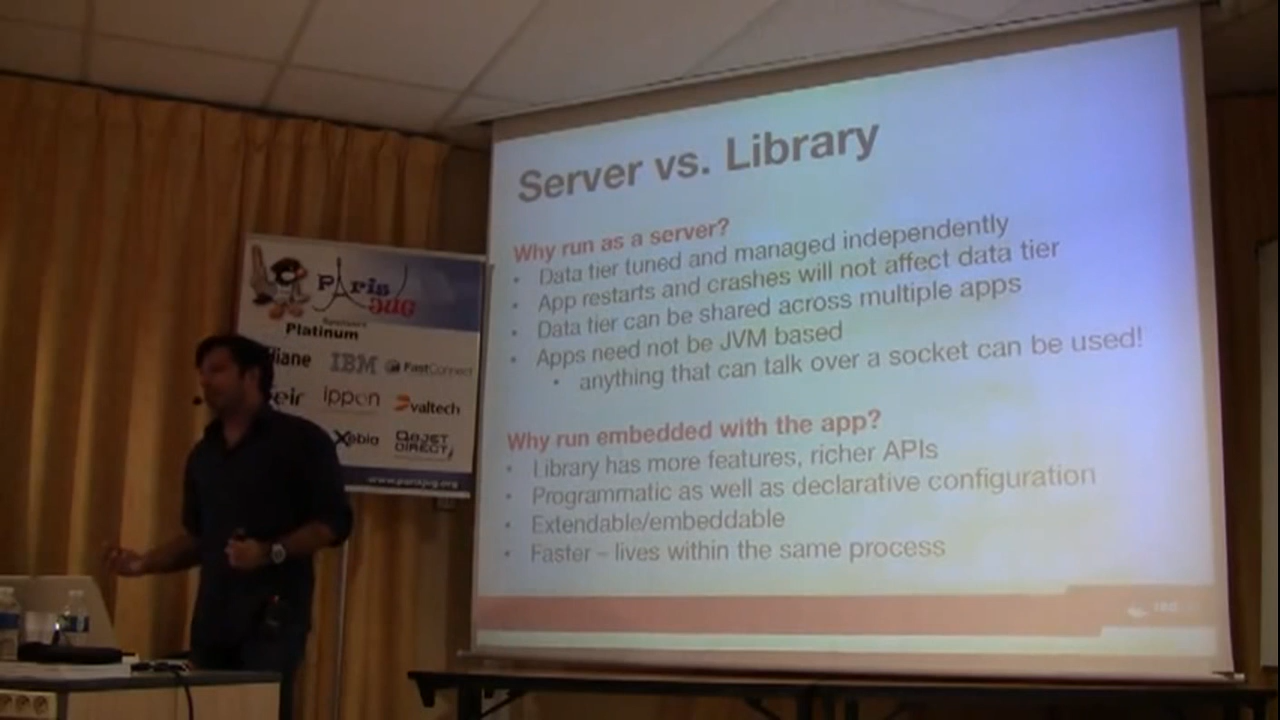 Server vs. Library
Why run as a server?
• Data tier tuned and managed independently
• App restarts and crashes will not affect data tier
• Data tier can be shared across multiple apps
• Apps need not be JVM based
• anything that can talk over a socket can be used!
Why run embedded with the app?
• Library has more features, richer APIs
• Programmatic as well as declarative configuration
• Extendable/embeddable
• Faster – lives within the same process
Paris
JUG
Platinum
IBM
FastConnect
ippon
valtech
Xebia
OBJET
DIRECT
www.parisjug.org